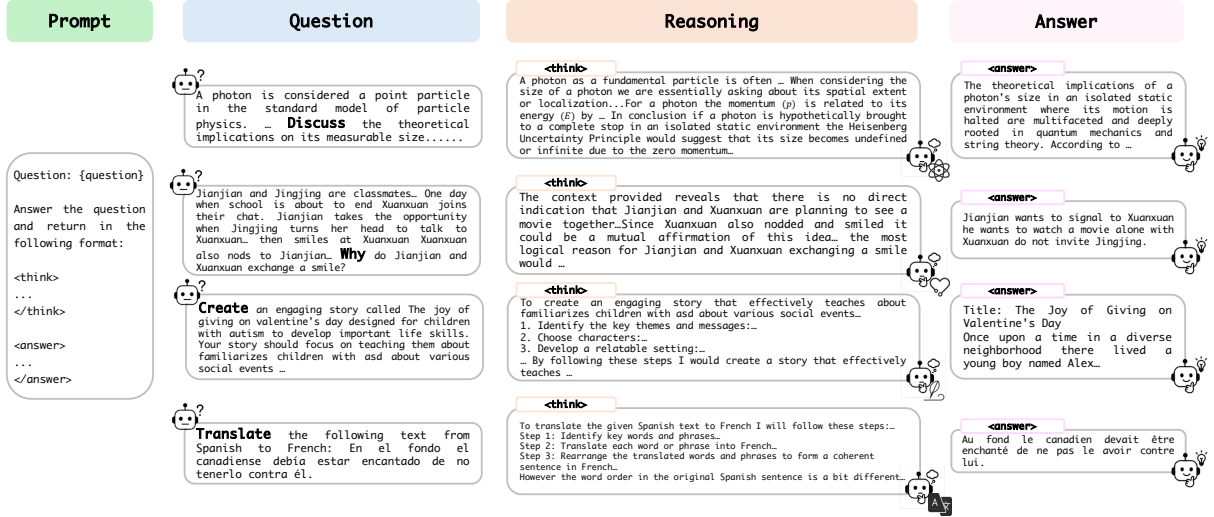 Prompt
Question
Reasoning
Answer
Question: {question}
Answer the question
and return in the
following format:
<think>
...
</think>
<answer>
...
</answer>
?
A photon is considered a point particle
in the standard model of particle
physics. … Discuss the theoretical
implications on its measurable size......
<think>
A photon as a fundamental particle is often … When considering the
size of a photon we are essentially asking about its spatial extent
or localization...For a photon the momentum (p) is related to its
energy (E) by … In conclusion if a photon is hypothetically brought
to a complete stop in an isolated static environment the Heisenberg
Uncertainty Principle would suggest that its size becomes undefined
or infinite due to the zero momentum…
<answer>
The theoretical implications of a
photon's size in an isolated static
environment where its motion is
halted are multifaceted and deeply
rooted in quantum mechanics and
string theory. According to …
?
Jianjian and Jingjing are classmates… One day
when school is about to end Xuanxuan joins
their chat. Jianjian takes the opportunity
when Jingjing turns her head to talk to
Xuanxuan… then smiles at Xuanxuan Xuanxuan
also nods to Jianjian… Why do Jianjian and
Xuanxuan exchange a smile?
<think>
The context provided reveals that there is no direct
indication that Jianjian and Xuanxuan are planning to see a
movie together…Since Xuanxuan also nodded and smiled it
could be a mutual affirmation of this idea… the most
logical reason for Jianjian and Xuanxuan exchanging a smile
would …
<answer>
Jianjian wants to signal to Xuanxuan
he wants to watch a movie alone with
Xuanxuan do not invite Jingjing.
?
Create an engaging story called The joy of
giving on valentine's day designed for children
with autism to develop important life skills.
Your story should focus on teaching them about
familiarizes children with asd about various
social events …
<think>
To create an engaging story that effectively teaches about
familiarizes children with asd about various social events…
1. Identify the key themes and messages:…
2. Choose characters:…
3. Develop a relatable setting:…
… By following these steps I would create a story that effectively
teaches …
<answer>
Title: The Joy of Giving on
Valentine's Day
Once upon a time in a diverse
neighborhood there lived a
young boy named Alex…
?
Translate the following text from
Spanish to French: En el fondo el
canadiense debía estar encantado de no
tenerlo contra él.
<think>
To translate the given Spanish text to French I will follow these steps:…
Step 1: Identify key words and phrases…
Step 2: Translate each word or phrase into French…
Step 3: Rearrange the translated words and phrases to form a coherent
sentence in French…
However the word order in the original Spanish sentence is a bit different…
<answer>
Au fond le canadien devait être
enchanté de ne pas le avoir contre
lui.